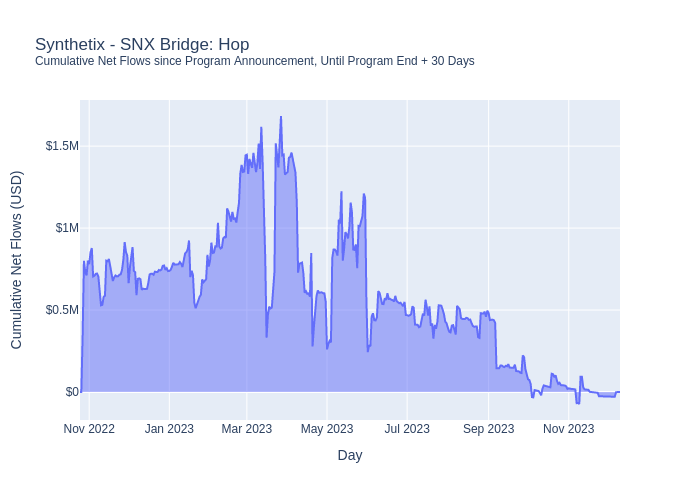 Synthetix - SNX Bridge: Hop
Cumulative Net Flows since Program Announcement, Until Program End + 30 Days
Cumulative Net Flows (USD)
$1.5M
$1M
$0.5M
$0
Nov 2022 Jan 2023 Mar 2023 May 2023 Jul 2023 Sep 2023 Nov 2023
Day